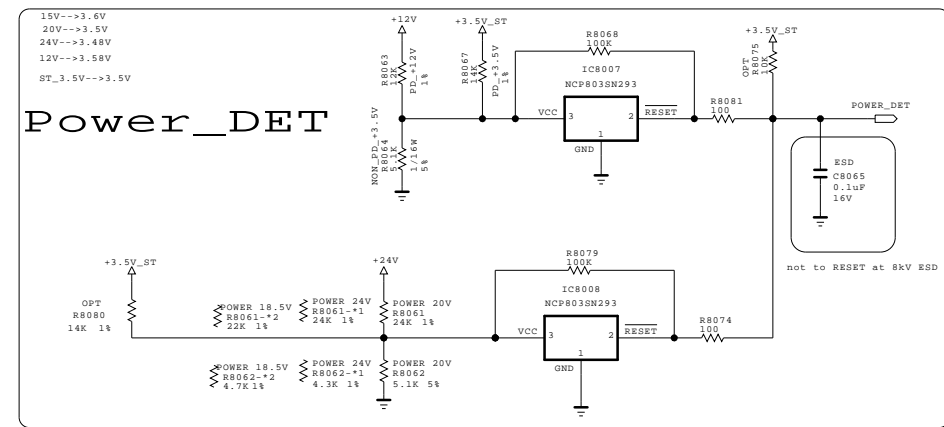 15V-->3.6V
20V-->3.5V
24V-->3.48V
12V-->3.58V
ST_3.5V-->3.5V
Power_DET
+12V
R8063
12K
PD_+12V
1%
+3.5V_ST
R8067
14K
PD_+3.5V
1%
R8068
100K
IC8007
NCP803SN293
VCC
3
2
RESET
1
GND
NON_PD_+3.5V
R8064
5.1K
1/16W
5%
R8081
100
+3.5V_ST
OPT
R8075
10K
POWER_DET
ESD
C8065
0.1uF
16V
not to RESET at 8kV ESD
+3.5V_ST
OPT
R8080
14K 1%
+24V
POWER 18.5V
R8061-*2
22K 1%
POWER 24V
R8061-*1
24K 1%
POWER 20V
R8061
24K 1%
POWER 18.5V
R8062-*2
4.7K 1%
POWER 24V
R8062-*1
4.3K 1%
POWER 20V
R8062
5.1K 5%
R8079
100K
IC8008
NCP803SN293
VCC
3
2
RESET
1
GND
R8074
100